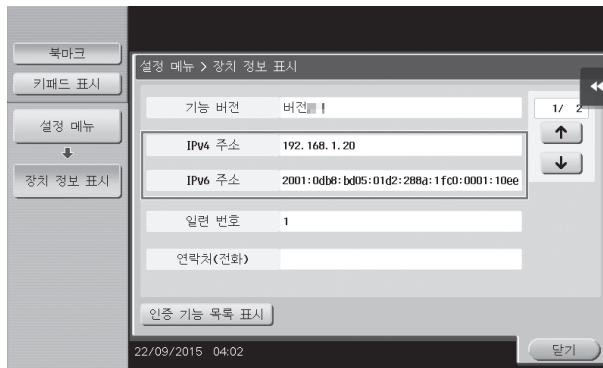 북마크
키패드 표시
설정 메뉴
장치 정보 표시
설정 메뉴 > 장치 정보 표시
기능 버전 버전
1/ 2
IPv4 주소 192.168.1.20
IPv6 주소 2001:0db8:bd05:01d2:288a:1fc0:0001:10ee
일련 번호 1
연락처(전화)
인증 기능 목록 표시
22/09/2015 04:02
닫기